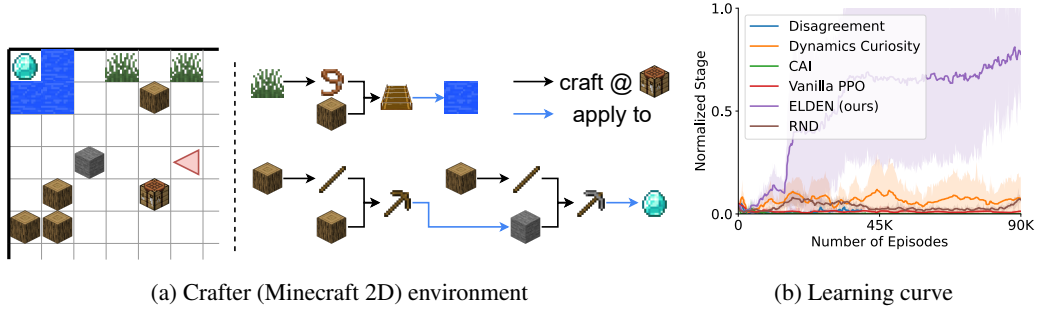 craft @
apply to
(a) Crafter (Minecraft 2D) environment
1.0
0.5
0.0
Normalized Stage
Disagreement
Dynamics Curiosity
CAI
Vanilla PPO
ELDEN (ours)
RND
0 45K 90K
Number of Episodes
(b) Learning curve